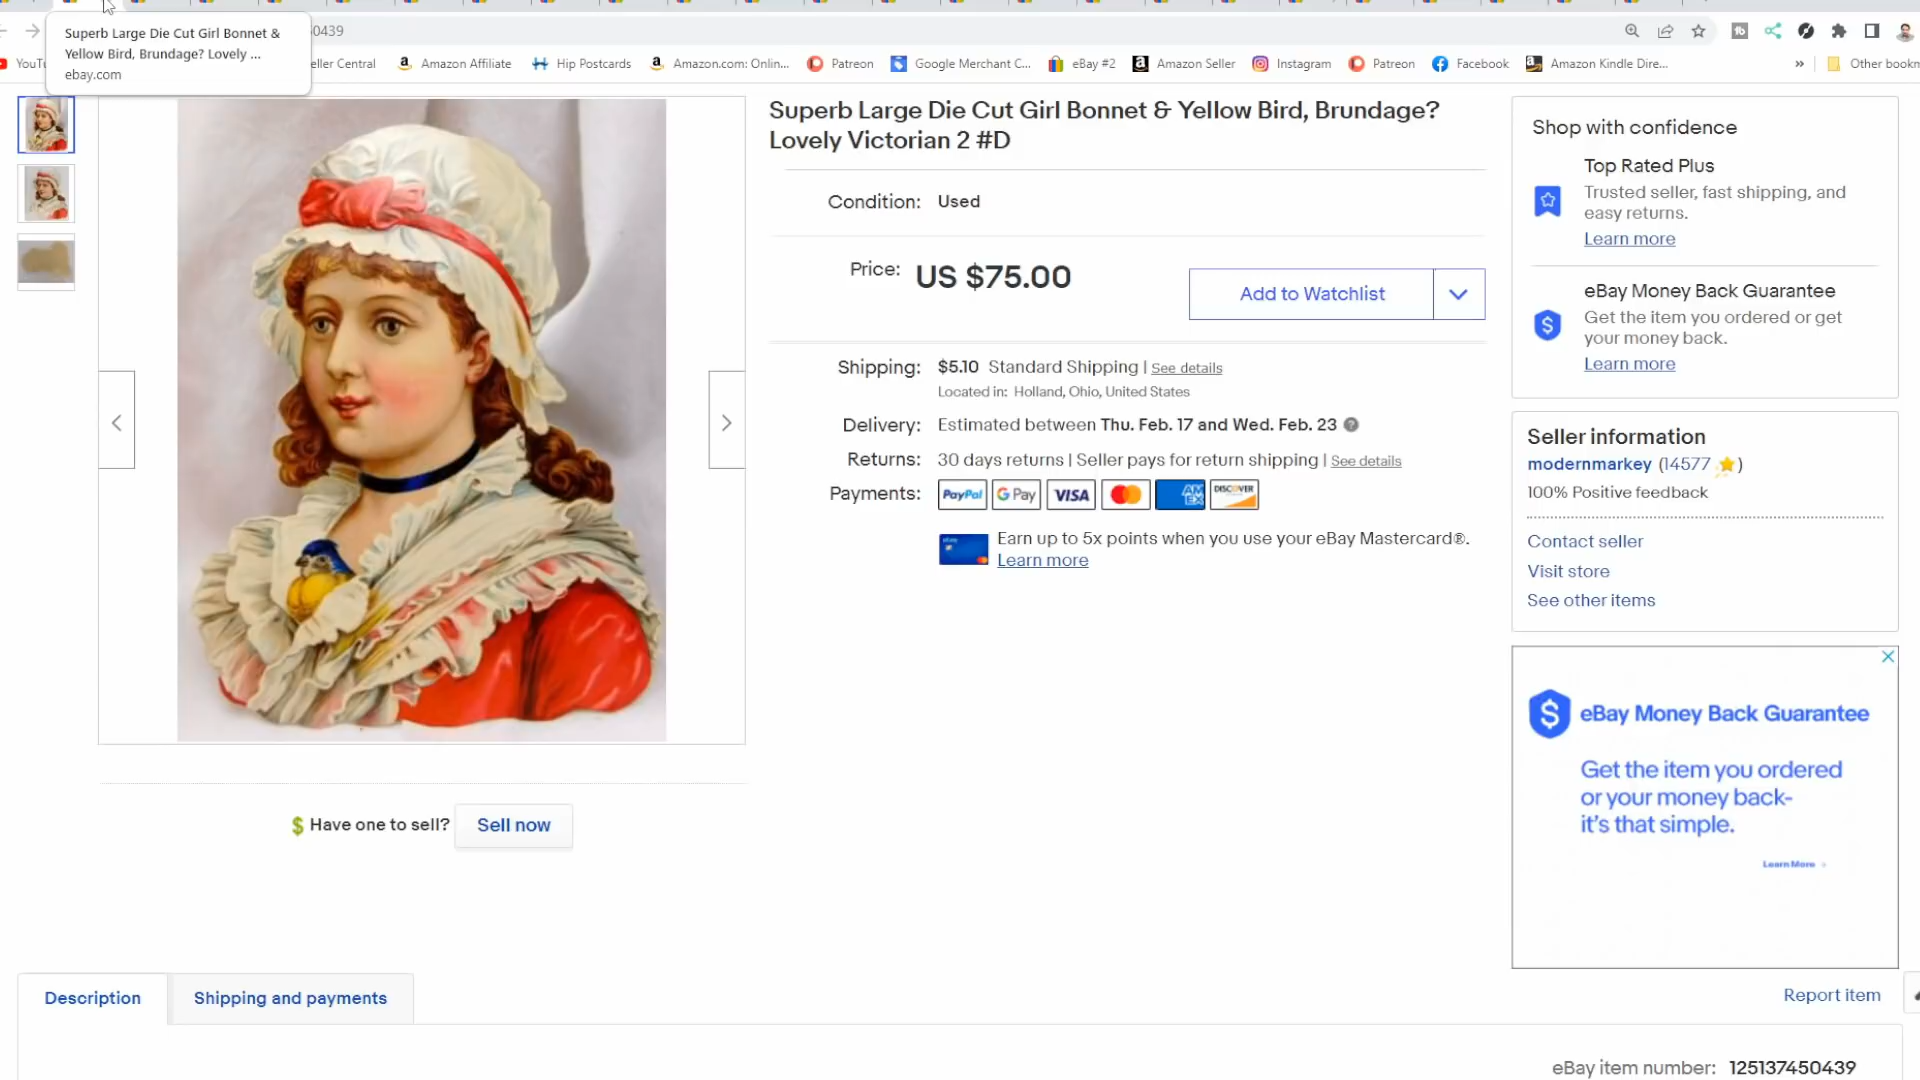 Superb Large Die Cut Girl Bonnet &
Yellow Bird, Brundage? Lovely ...
ebay.com
0439
YouTu
eller Central
Amazon Affiliate
Hip Postcards
Amazon.com: Onlin...
Patreon
Google Merchant C...
eBay #2
Amazon Seller
Instagram
Patreon
Facebook
Amazon Kindle Dire...
»
Other bookm
Superb Large Die Cut Girl Bonnet & Yellow Bird, Brundage?
Lovely Victorian 2 #D
Condition: Used
Price: US $75.00
Add to Watchlist
Shipping: $5.10 Standard Shipping | See details
Located in: Holland, Ohio, United States
Delivery: Estimated between Thu. Feb. 17 and Wed. Feb. 23
Returns: 30 days returns | Seller pays for return shipping | See details
Payments: PayPal G Pay VISA AMEX DISCOVER
Earn up to 5x points when you use your eBay Mastercard®.
Learn more
Have one to sell? Sell now
Shop with confidence
Top Rated Plus
Trusted seller, fast shipping, and
easy returns.
Learn more
eBay Money Back Guarantee
Get the item you ordered or get
your money back.
Learn more
Seller information
modernmarkey (14577)
100% Positive feedback
Contact seller
Visit store
See other items
eBay Money Back Guarantee
Get the item you ordered
or your money back-
it's that simple.
Learn More
Description
Shipping and payments
Report item
eBay item number: 125137450439